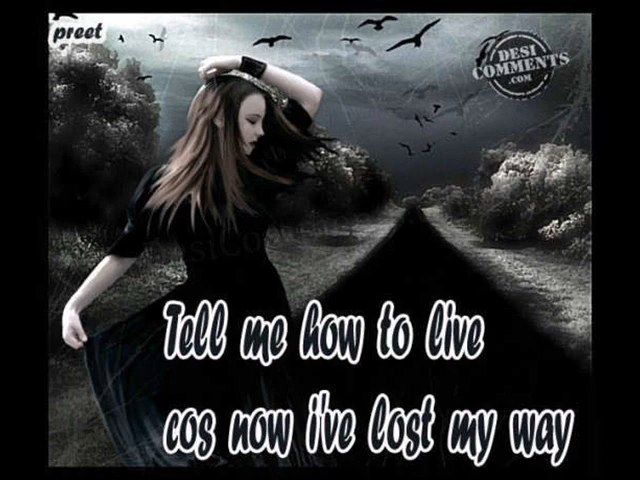 preet
DESI
COMMENTS
.COM
Tell me how to live
cos now i've lost my way